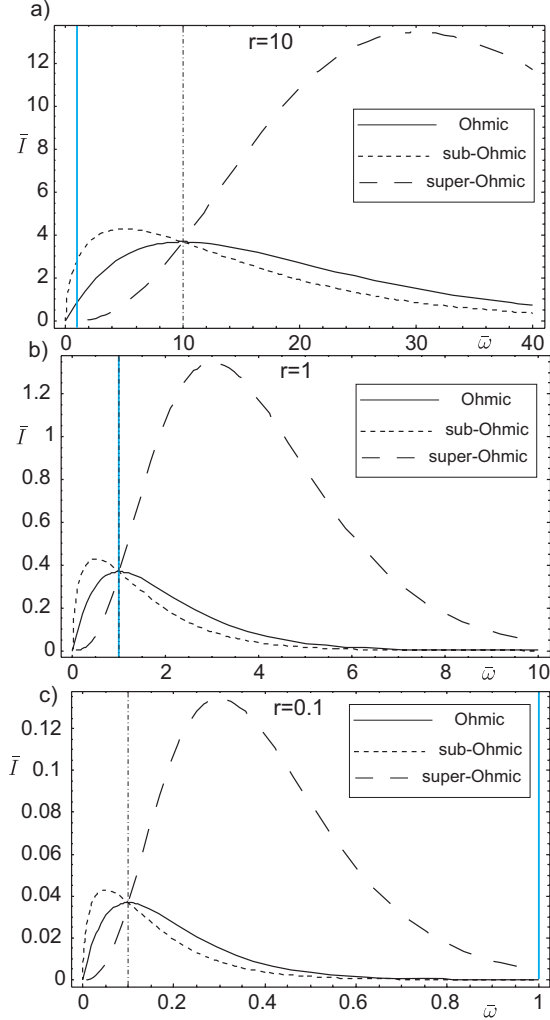 a)
r=10
12
10
8
6
4
2
0
Ī
Ohmic
sub-Ohmic
super-Ohmic
0 10 20 30 ω̄ 40
b)
r=1
1.2
1
0.8
0.6
0.4
0.2
0
Ī
Ohmic
sub-Ohmic
super-Ohmic
0 2 4 6 8 ω̄ 10
c)
r=0.1
0.12
0.1
0.08
0.06
0.04
0.02
0
Ī
Ohmic
sub-Ohmic
super-Ohmic
0 0.2 0.4 0.6 0.8 1
ω̄